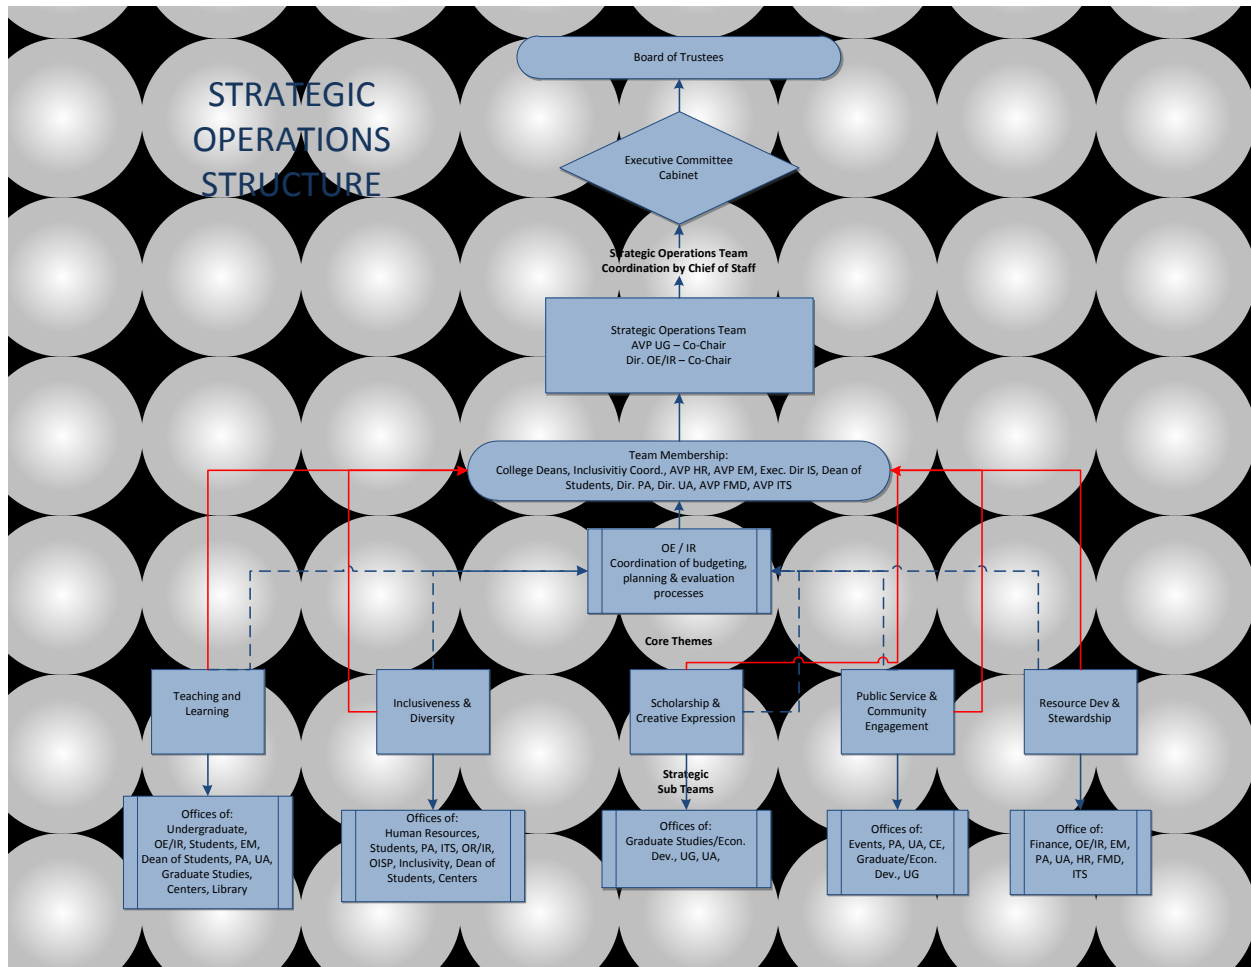 STRATEGIC
OPERATIONS
STRUCTURE
Board of Trustees
Executive Committee
Cabinet
Strategic Operations Team
Coordination by Chief of Staff
Strategic Operations Team
AVP UG – Co-Chair
Dir. OE/IR – Co-Chair
Team Membership:
College Deans, Inclusivitiy Coord., AVP HR, AVP EM, Exec. Dir IS, Dean of
Students, Dir. PA, Dir. UA, AVP FMD, AVP ITS
OE / IR
Coordination of budgeting,
planning & evaluation
processes
Core Themes
Teaching and
Learning
Inclusiveness &
Diversity
Scholarship &
Creative Expression
Public Service &
Community
Engagement
Resource Dev &
Stewardship
Strategic
Sub Teams
Offices of:
Undergraduate,
OE/IR, Students, EM,
Dean of Students, PA, UA,
Graduate Studies,
Centers, Library
Offices of:
Human Resources,
Students, PA, ITS, OR/IR,
OISP, Inclusivity, Dean of
Students, Centers
Offices of:
Graduate Studies/Econ.
Dev., UG, UA,
Offices of:
Events, PA, UA, CE,
Graduate/Econ.
Dev., UG
Office of:
Finance, OE/IR, EM,
PA, UA, HR, FMD,
ITS